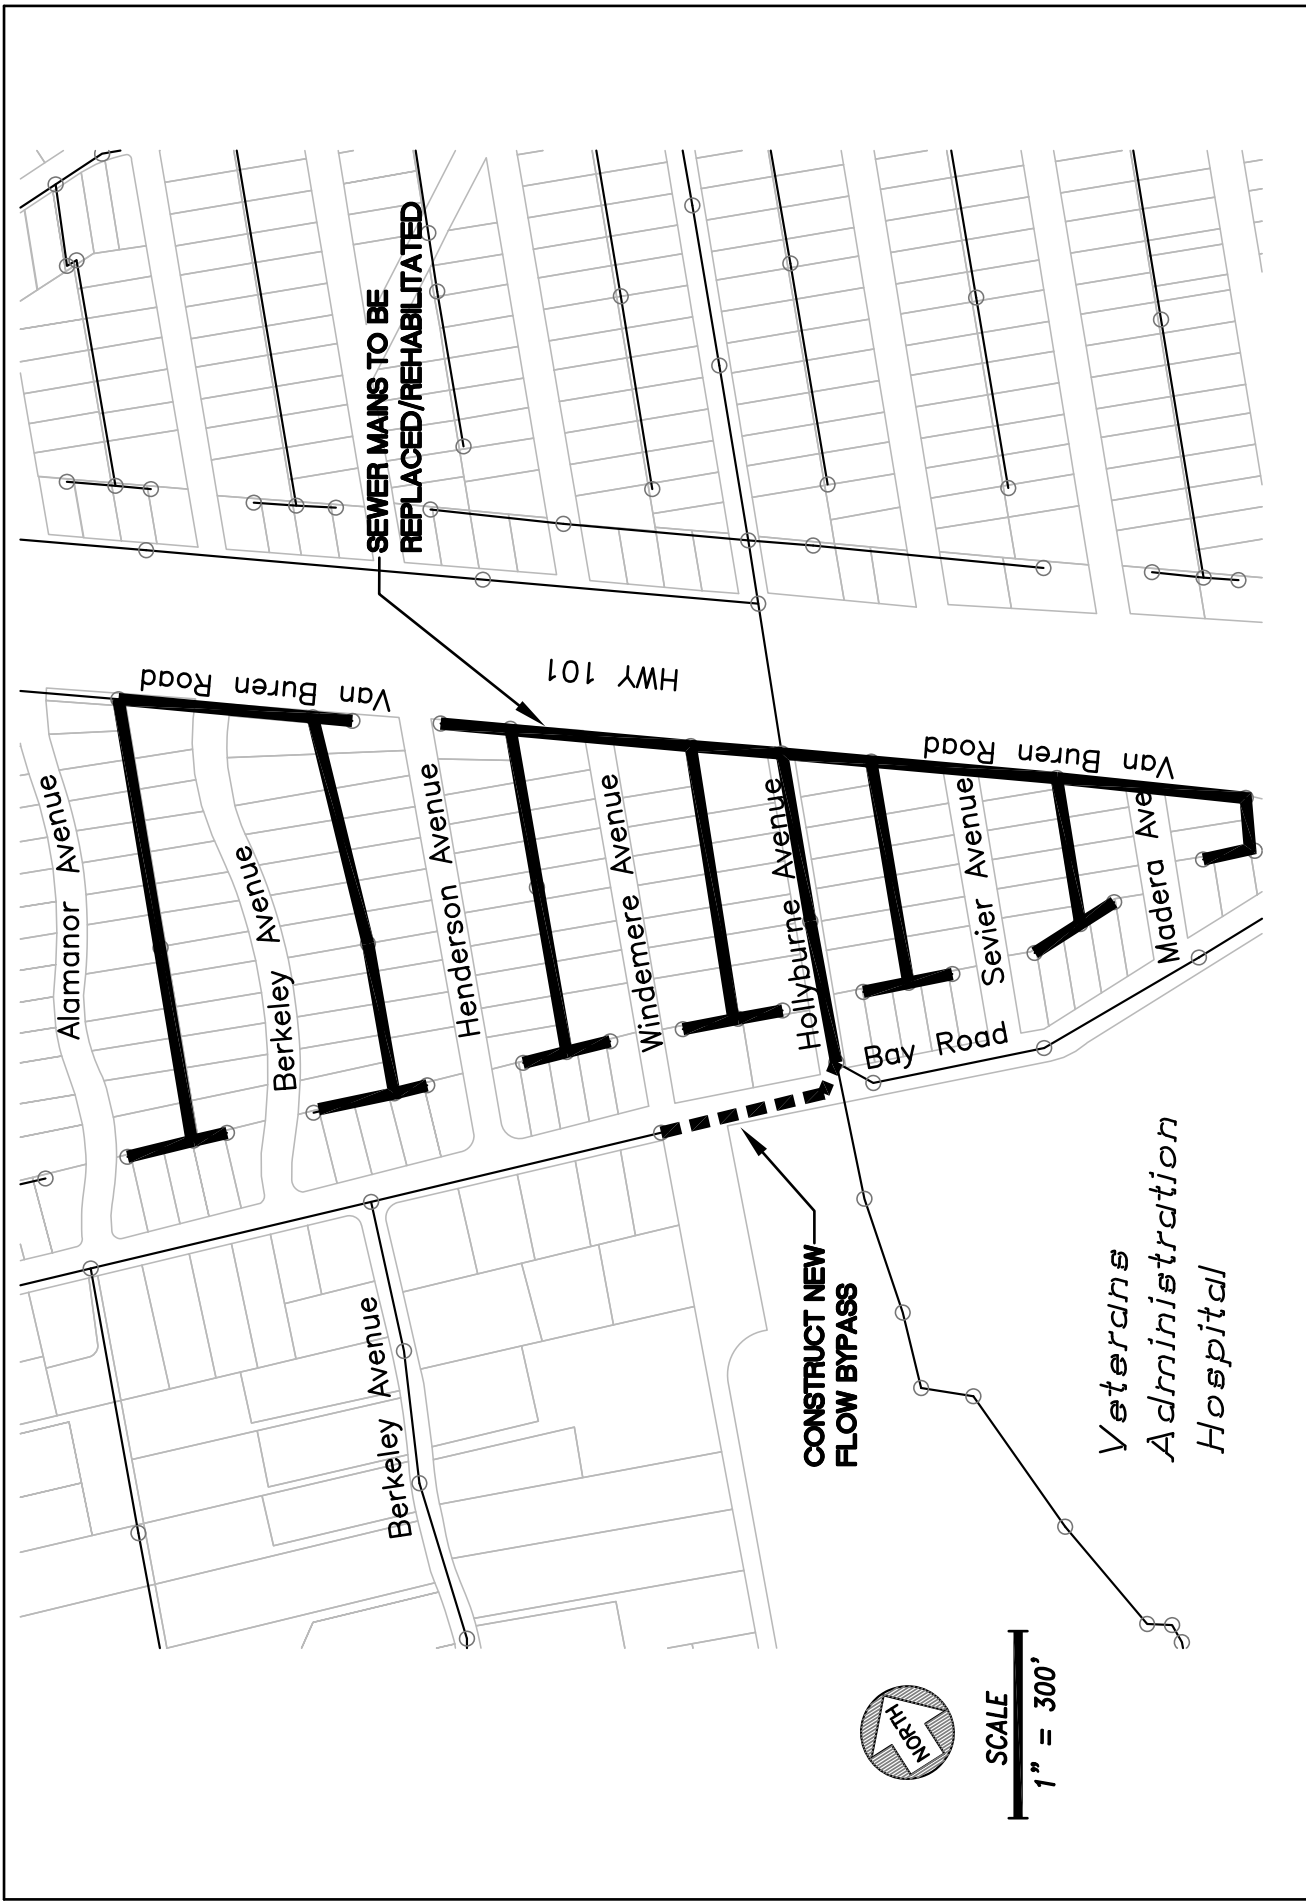 SEWER MAINS TO BE
REPLACED/REHABILITATED
HWY 101
Van Buren Road
Van Buren Road
Alamanor Avenue
Berkeley Avenue
Henderson Avenue
Windemere Avenue
Hollyburne Avenue
Sevier Avenue
Madera Ave
Bay Road
Berkeley Avenue
CONSTRUCT NEW
FLOW BYPASS
Veterans
Administration
Hospital
NORTH
SCALE
1" = 300'